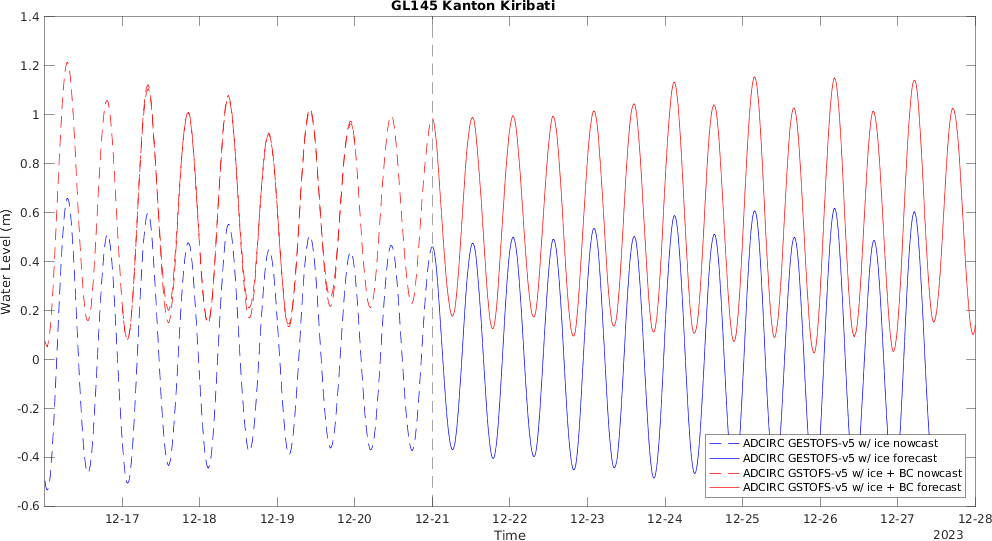 GL145 Kanton Kiribati
1.4
1.2
1
0.8
0.6
0.4
0.2
0
-0.2
-0.4
-0.6
Water Level (m)
ADCIRC GESTOFS-v5 w/ ice nowcast
ADCIRC GESTOFS-v5 w/ ice forecast
ADCIRC GSTOFS-v5 w/ ice + BC nowcast
ADCIRC GSTOFS-v5 w/ ice + BC forecast
12-17 12-18 12-19 12-20 12-21 12-22 12-23 12-24 12-25 12-26 12-27 12-28
Time
2023